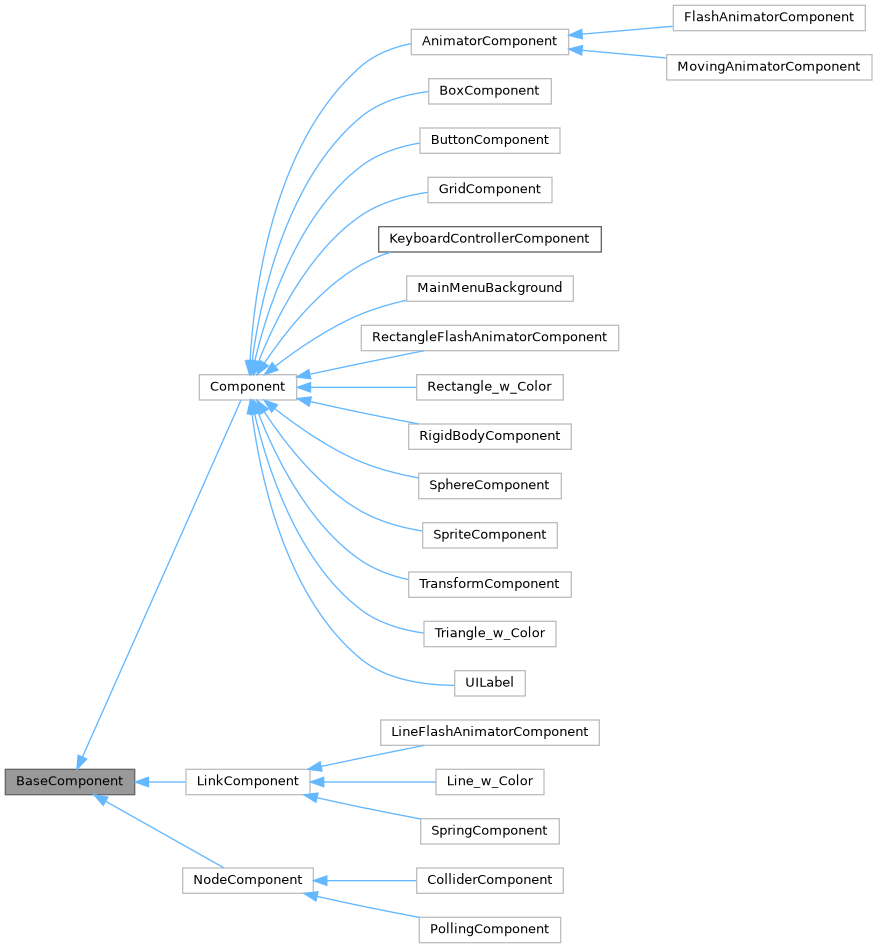 FlashAnimatorComponent
AnimatorComponent
MovingAnimatorComponent
BoxComponent
ButtonComponent
GridComponent
KeyboardControllerComponent
MainMenuBackground
RectangleFlashAnimatorComponent
Component
Rectangle_w_Color
RigidBodyComponent
SphereComponent
SpriteComponent
TransformComponent
Triangle_w_Color
UILabel
LineFlashAnimatorComponent
BaseComponent
LinkComponent
Line_w_Color
SpringComponent
NodeComponent
ColliderComponent
PollingComponent